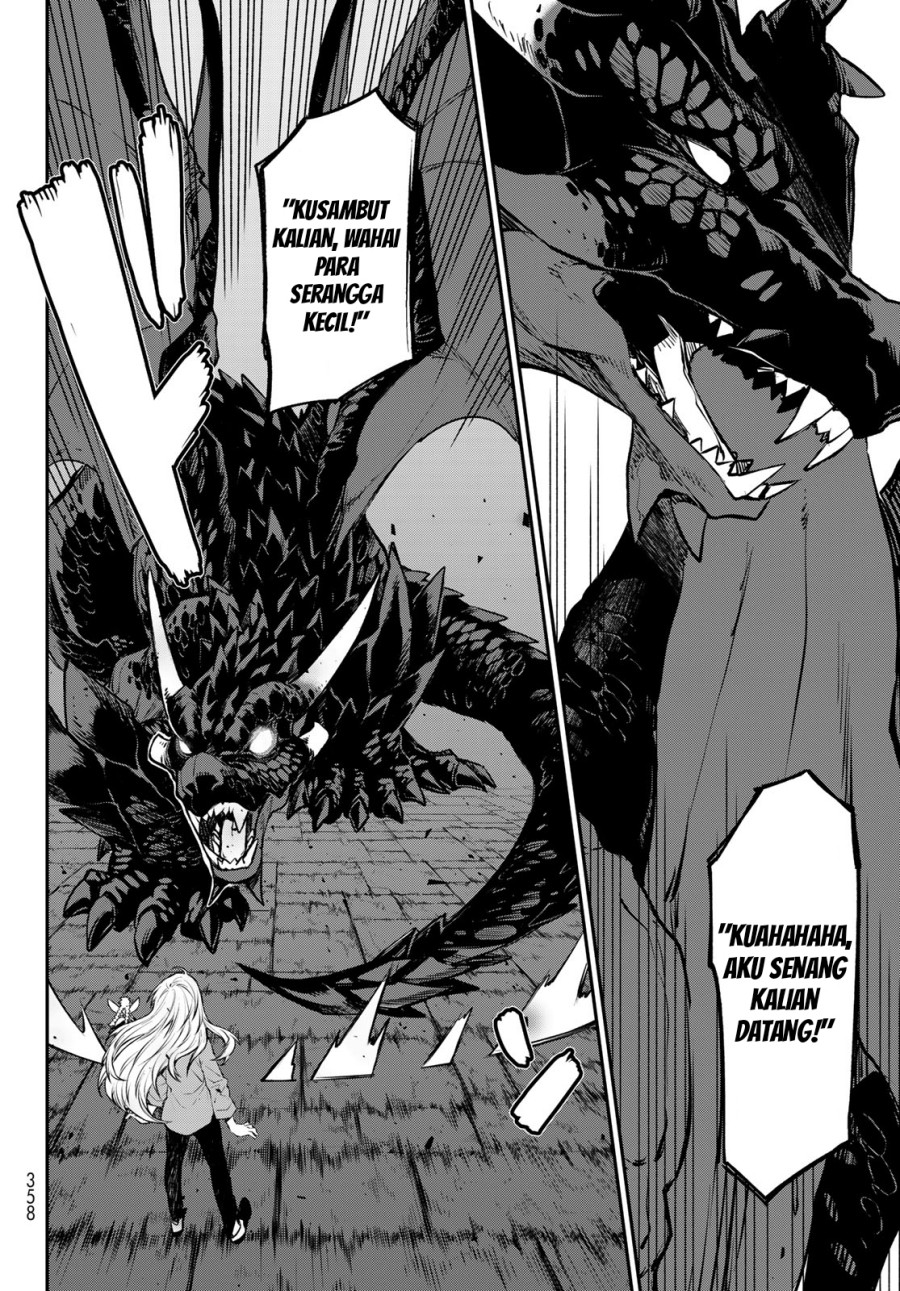 "KUAHAHAHA,
AKU SENANG
KALIAN
DATANG!"
"KUSAMBUT
KALIAN, WAHAI
PARA
SERANGGA
KECIL!"
358